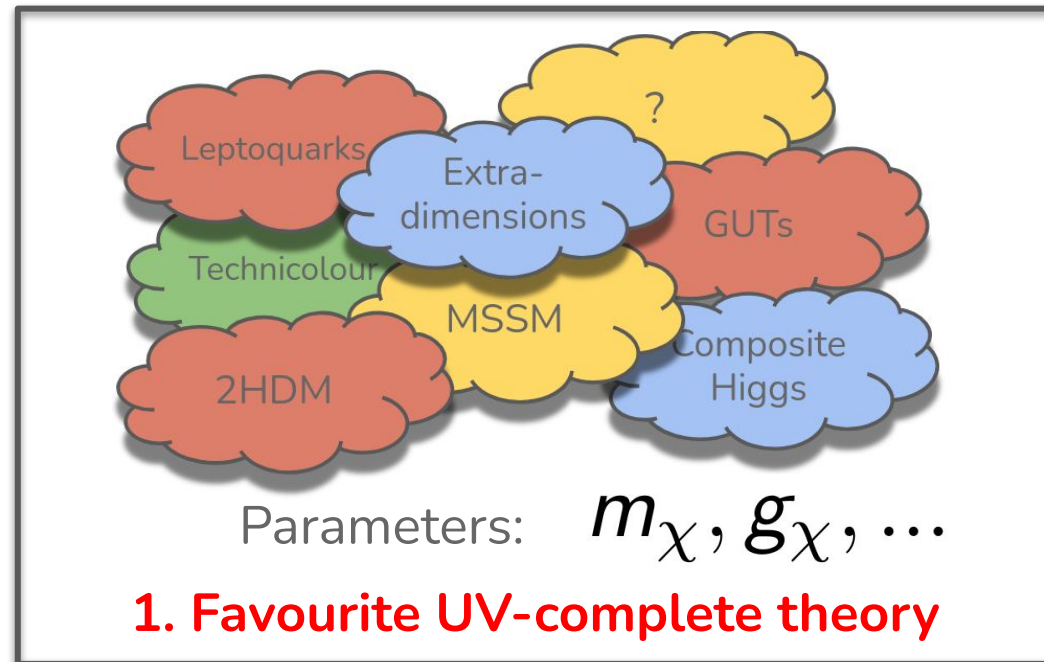 ?
Leptoquarks
Extra-
dimensions
GUTs
Technicolour
MSSM
Composite
Higgs
2HDM
Parameters: mχ, gχ, ...
1. Favourite UV-complete theory